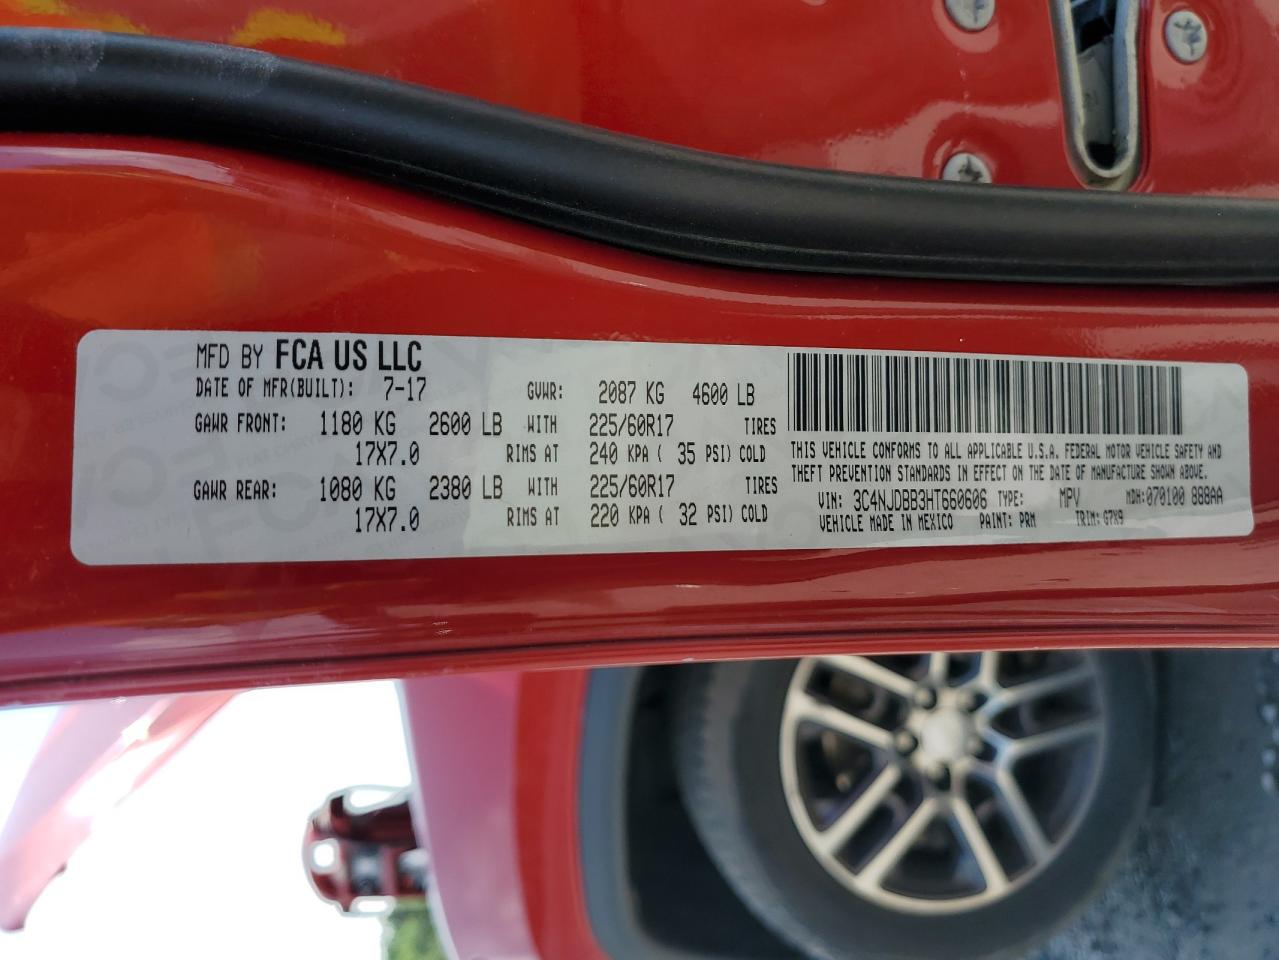 MFD BY FCA US LLC
DATE OF MFR(BUILT): 7-17 GVWR: 2087 KG 4600 LB
GAWR FRONT: 1180 KG 2600 LB WITH 225/60R17 TIRES
17X7.0 RIMS AT 240 KPA ( 35 PSI) COLD
GAWR REAR: 1080 KG 2380 LB WITH 225/60R17 TIRES
17X7.0 RIMS AT 220 KPA ( 32 PSI) COLD
THIS VEHICLE CONFORMS TO ALL APPLICABLE U.S.A. FEDERAL MOTOR VEHICLE SAFETY AND
THEFT PREVENTION STANDARDS IN EFFECT ON THE DATE OF MANUFACTURE SHOWN ABOVE.
VIN: 3C4NJDBB3HT660606 TYPE: MPV MDH: 070100 888AA
VEHICLE MADE IN MEXICO PAINT: PRM TRIM: G7X9